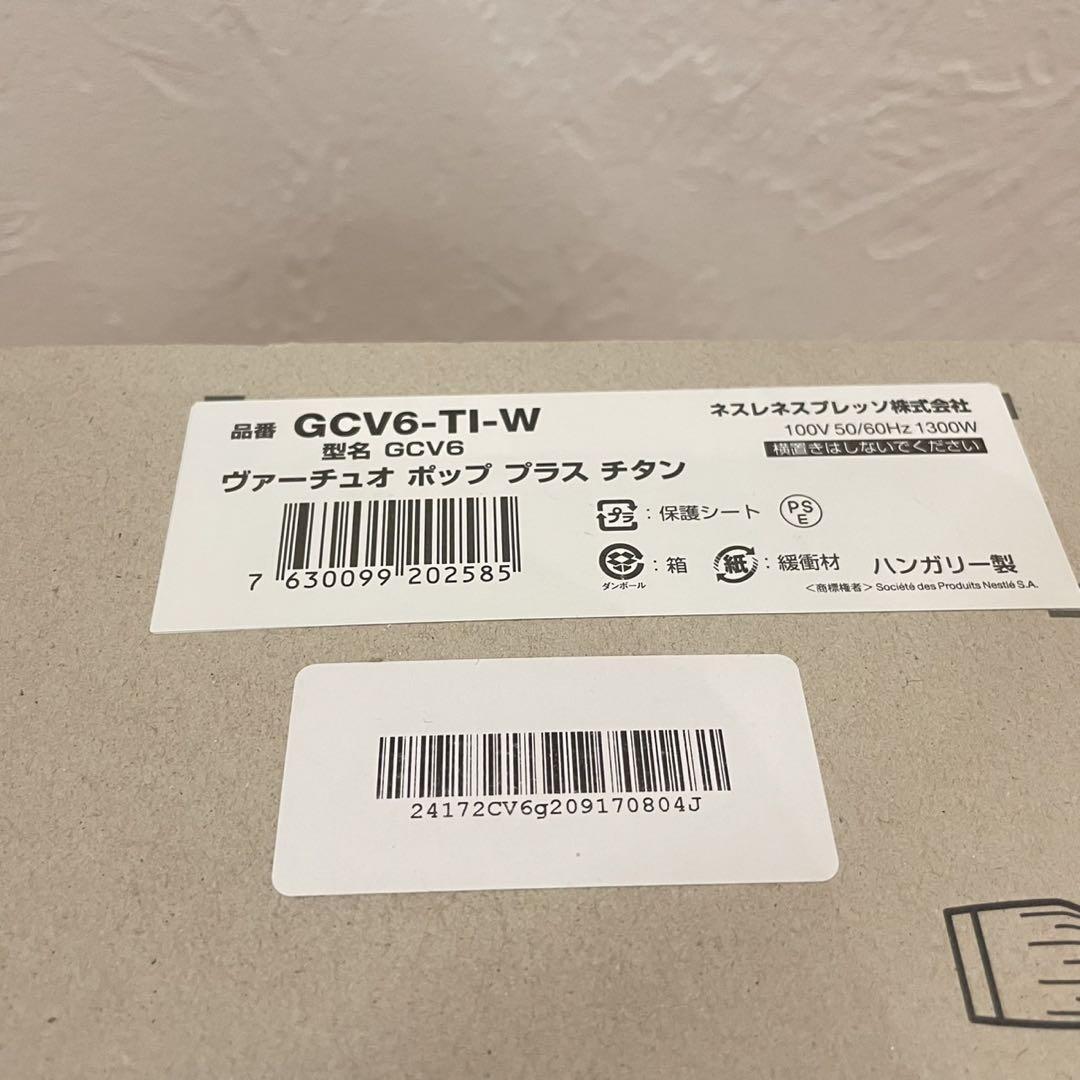 品番 GCV6-TI-W
型名 GCV6
ヴァーチュオ ポップ プラス チタン
7 630099 202585
ネスレネスプレッソ株式会社
100V 50/60Hz 1300W
横置きはしないでください
プラ : 保護シート PSE
ダンボール : 箱 紙 : 緩衝材 ハンガリー製
<商標権者> Société des Produits Nestlé S.A.
24172CV6g209170804J